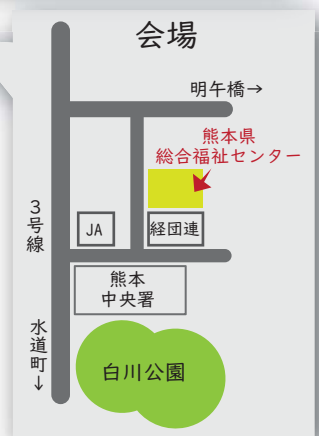 会場
明午橋→
熊本県
総合福祉センター
3号線
JA
経団連
熊本
中央署
水道町↓
白川公園